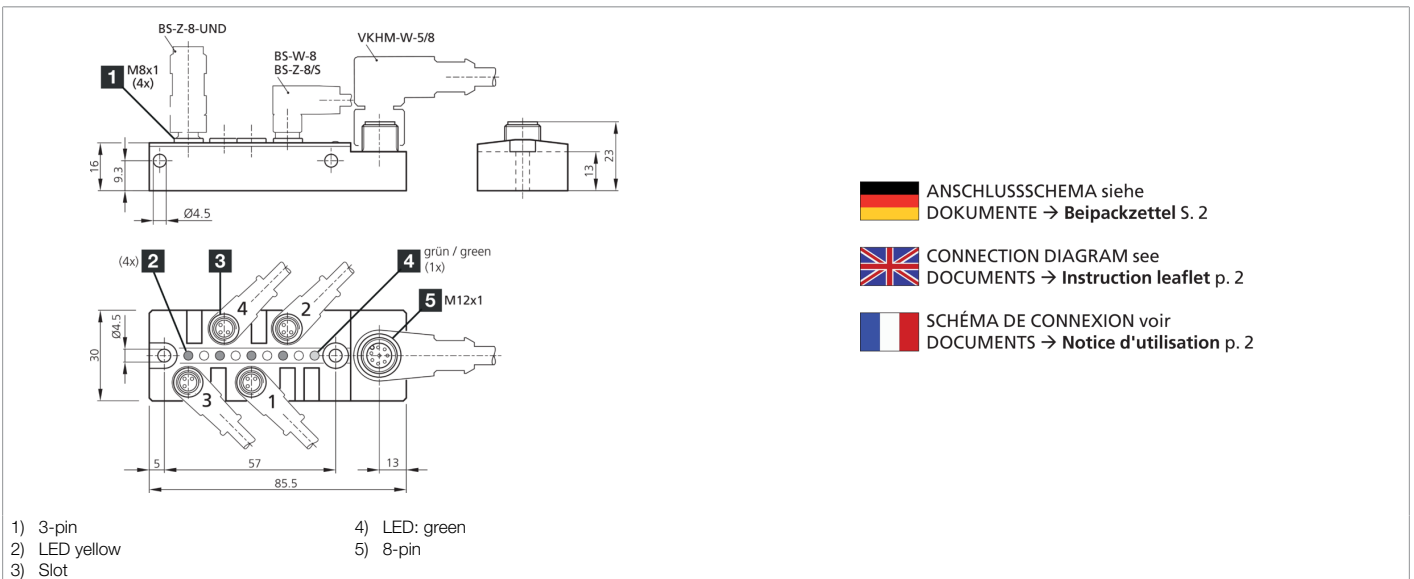 BS-Z-8-UND
BS-W-8
BS-Z-8/S
VKHM-W-5/8
1 M8x1
(4x)
16
9.3
Ø4.5
13
23
(4x) 2
3
4 grün / green
(1x)
5 M12x1
4
2
3
1
30
Ø4.5
5
57
13
85.5
1) 3-pin
2) LED yellow
3) Slot
4) LED: green
5) 8-pin
ANSCHLUSSSCHEMA siehe
DOKUMENTE → Beipackzettel S. 2
CONNECTION DIAGRAM see
DOCUMENTS → Instruction leaflet p. 2
SCHÉMA DE CONNEXION voir
DOCUMENTS → Notice d'utilisation p. 2